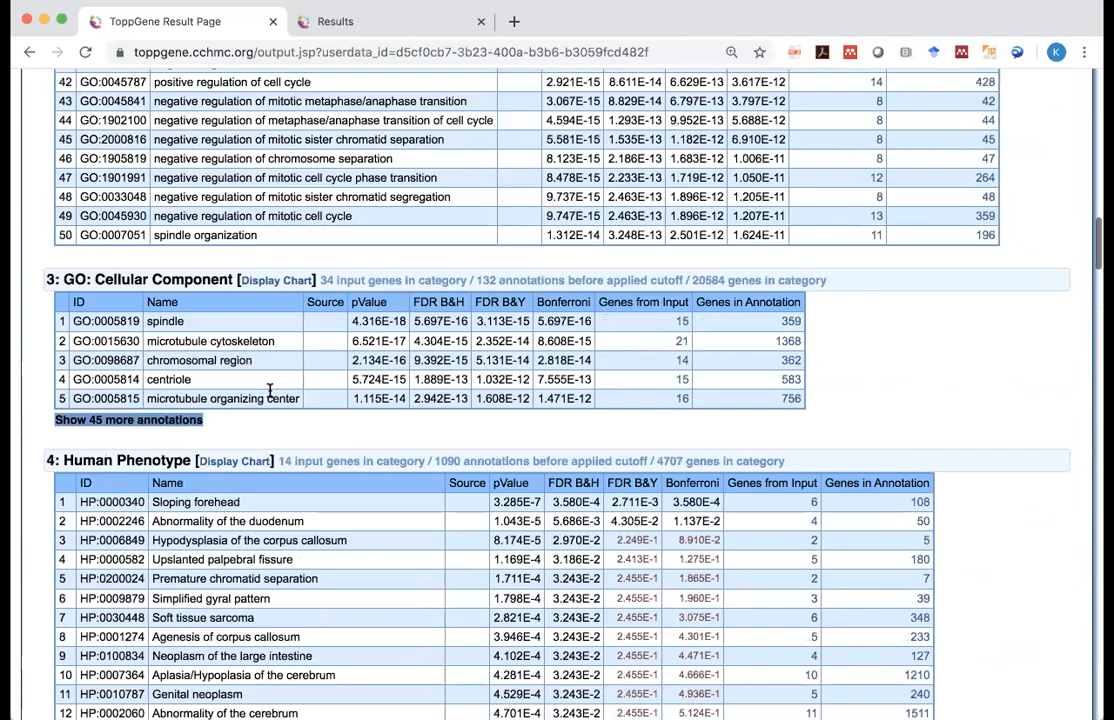 ToppGene Result Page
Results
toppgene.cchmc.org/output.jsp?userdata_id=d5cf0cb7-3b23-400a-b3b6-b3059fcd482f
K
42 GO:0045787 positive regulation of cell cycle 2.921E-15 8.611E-14 6.629E-13 3.617E-12 14 428
43 GO:0045841 negative regulation of mitotic metaphase/anaphase transition 3.067E-15 8.829E-14 6.797E-13 3.797E-12 8 42
44 GO:1902100 negative regulation of metaphase/anaphase transition of cell cycle 4.594E-15 1.293E-13 9.952E-13 5.688E-12 8 44
45 GO:2000816 negative regulation of mitotic sister chromatid separation 5.581E-15 1.535E-13 1.182E-12 6.910E-12 8 45
46 GO:1905819 negative regulation of chromosome separation 8.123E-15 2.186E-13 1.683E-12 1.006E-11 8 47
47 GO:1901991 negative regulation of mitotic cell cycle phase transition 8.478E-15 2.233E-13 1.719E-12 1.050E-11 12 264
48 GO:0033048 negative regulation of mitotic sister chromatid segregation 9.737E-15 2.463E-13 1.896E-12 1.205E-11 8 48
49 GO:0045930 negative regulation of mitotic cell cycle 9.747E-15 2.463E-13 1.896E-12 1.207E-11 13 359
50 GO:0007051 spindle organization 1.312E-14 3.248E-13 2.501E-12 1.624E-11 11 196
3: GO: Cellular Component [Display Chart] 34 input genes in category / 132 annotations before applied cutoff / 20584 genes in category
ID Name Source pValue FDR B&H FDR B&Y Bonferroni Genes from Input Genes in Annotation
1 GO:0005819 spindle 4.316E-18 5.697E-16 3.113E-15 5.697E-16 15 359
2 GO:0015630 microtubule cytoskeleton 6.521E-17 4.304E-15 2.352E-14 8.608E-15 21 1368
3 GO:0098687 chromosomal region 2.134E-16 9.392E-15 5.131E-14 2.818E-14 14 362
4 GO:0005814 centriole 5.724E-15 1.889E-13 1.032E-12 7.555E-13 15 583
5 GO:0005815 microtubule organizing center 1.115E-14 2.942E-13 1.608E-12 1.471E-12 16 756
Show 45 more annotations
4: Human Phenotype [Display Chart] 14 input genes in category / 1090 annotations before applied cutoff / 4707 genes in category
ID Name Source pValue FDR B&H FDR B&Y Bonferroni Genes from Input Genes in Annotation
1 HP:0000340 Sloping forehead 3.285E-7 3.580E-4 2.711E-3 3.580E-4 6 108
2 HP:0002246 Abnormality of the duodenum 1.043E-5 5.686E-3 4.305E-2 1.137E-2 4 50
3 HP:0006849 Hypodysplasia of the corpus callosum 8.174E-5 2.970E-2 2.249E-1 8.910E-2 2 5
4 HP:0000582 Upslanted palpebral fissure 1.169E-4 3.186E-2 2.413E-1 1.275E-1 5 180
5 HP:0200024 Premature chromatid separation 1.711E-4 3.243E-2 2.455E-1 1.865E-1 2 7
6 HP:0009879 Simplified gyral pattern 1.798E-4 3.243E-2 2.455E-1 1.960E-1 3 39
7 HP:0030448 Soft tissue sarcoma 2.821E-4 3.243E-2 2.455E-1 3.075E-1 6 348
8 HP:0001274 Agenesis of corpus callosum 3.946E-4 3.243E-2 2.455E-1 4.301E-1 5 233
9 HP:0100834 Neoplasm of the large intestine 4.102E-4 3.243E-2 2.455E-1 4.471E-1 4 127
10 HP:0007364 Aplasia/Hypoplasia of the cerebrum 4.281E-4 3.243E-2 2.455E-1 4.666E-1 10 1210
11 HP:0010787 Genital neoplasm 4.529E-4 3.243E-2 2.455E-1 4.936E-1 5 240
12 HP:0002060 Abnormality of the cerebrum 4.701E-4 3.243E-2 2.455E-1 5.124E-1 11 1511